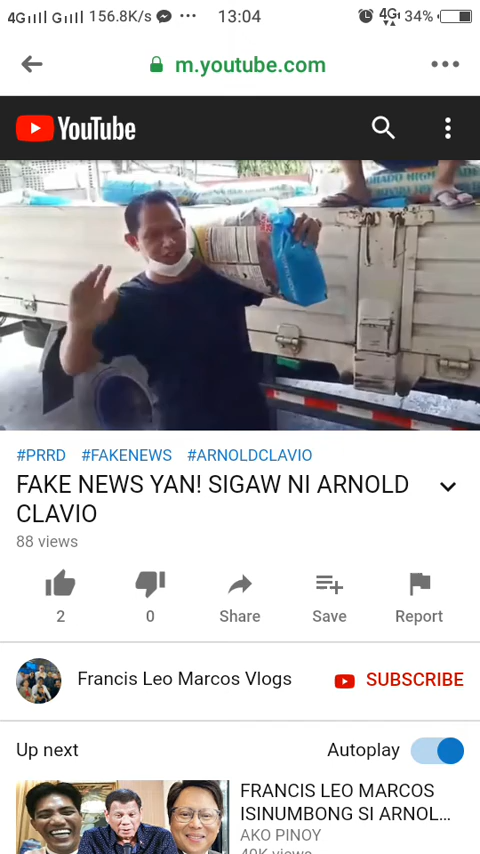 4G G 156.8K/s 13:04 4G 34%
m.youtube.com
YouTube
#PRRD #FAKENEWS #ARNOLDCLAVIO
FAKE NEWS YAN! SIGAW NI ARNOLD
CLAVIO
88 views
2 0 Share Save Report
Francis Leo Marcos Vlogs SUBSCRIBE
Up next Autoplay
FRANCIS LEO MARCOS
ISINUMBONG SI ARNOL...
AKO PINOY
40K views